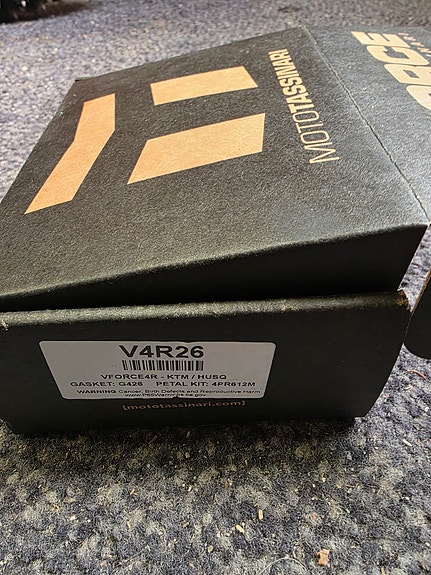 RCE
MOTOTASSINARI
V4R26
VFORCE4R - KTM / HUSQ
GASKET: G426 PETAL KIT: 4PR612M
WARNING Cancer, Birth Defects and Reproductive Harm
www.P65Warnings.ca.gov
[mototassinari.com]